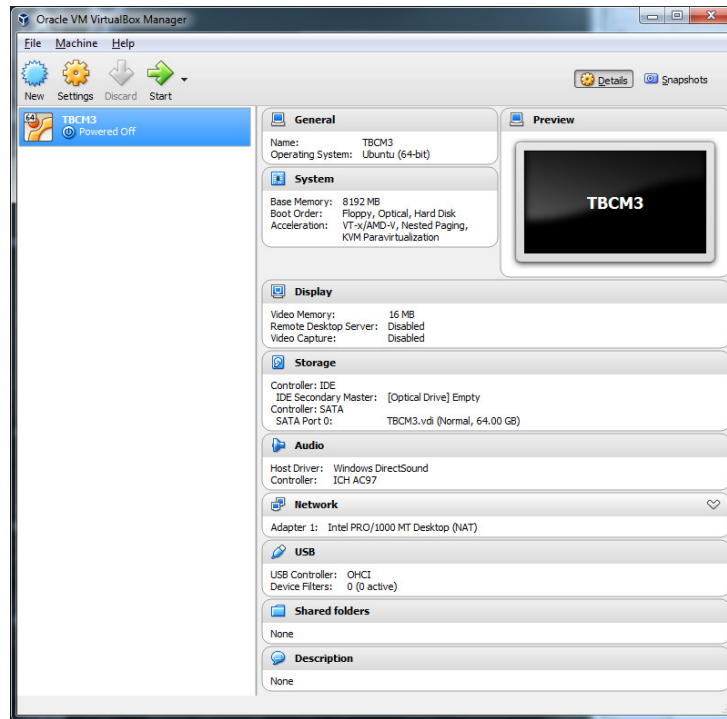 Oracle VM VirtualBox Manager
File Machine Help
New Settings Discard Start
Details Snapshots
64
TBCM3
Powered Off
General
Name: TBCM3
Operating System: Ubuntu (64-bit)
Preview
TBCM3
System
Base Memory: 8192 MB
Boot Order: Floppy, Optical, Hard Disk
Acceleration: VT-x/AMD-V, Nested Paging,
KVM Paravirtualization
Display
Video Memory: 16 MB
Remote Desktop Server: Disabled
Video Capture: Disabled
Storage
Controller: IDE
IDE Secondary Master: [Optical Drive] Empty
Controller: SATA
SATA Port 0: TBCM3.vdi (Normal, 64.00 GB)
Audio
Host Driver: Windows DirectSound
Controller: ICH AC97
Network
Adapter 1: Intel PRO/1000 MT Desktop (NAT)
USB
USB Controller: OHCI
Device Filters: 0 (0 active)
Shared folders
None
Description
None